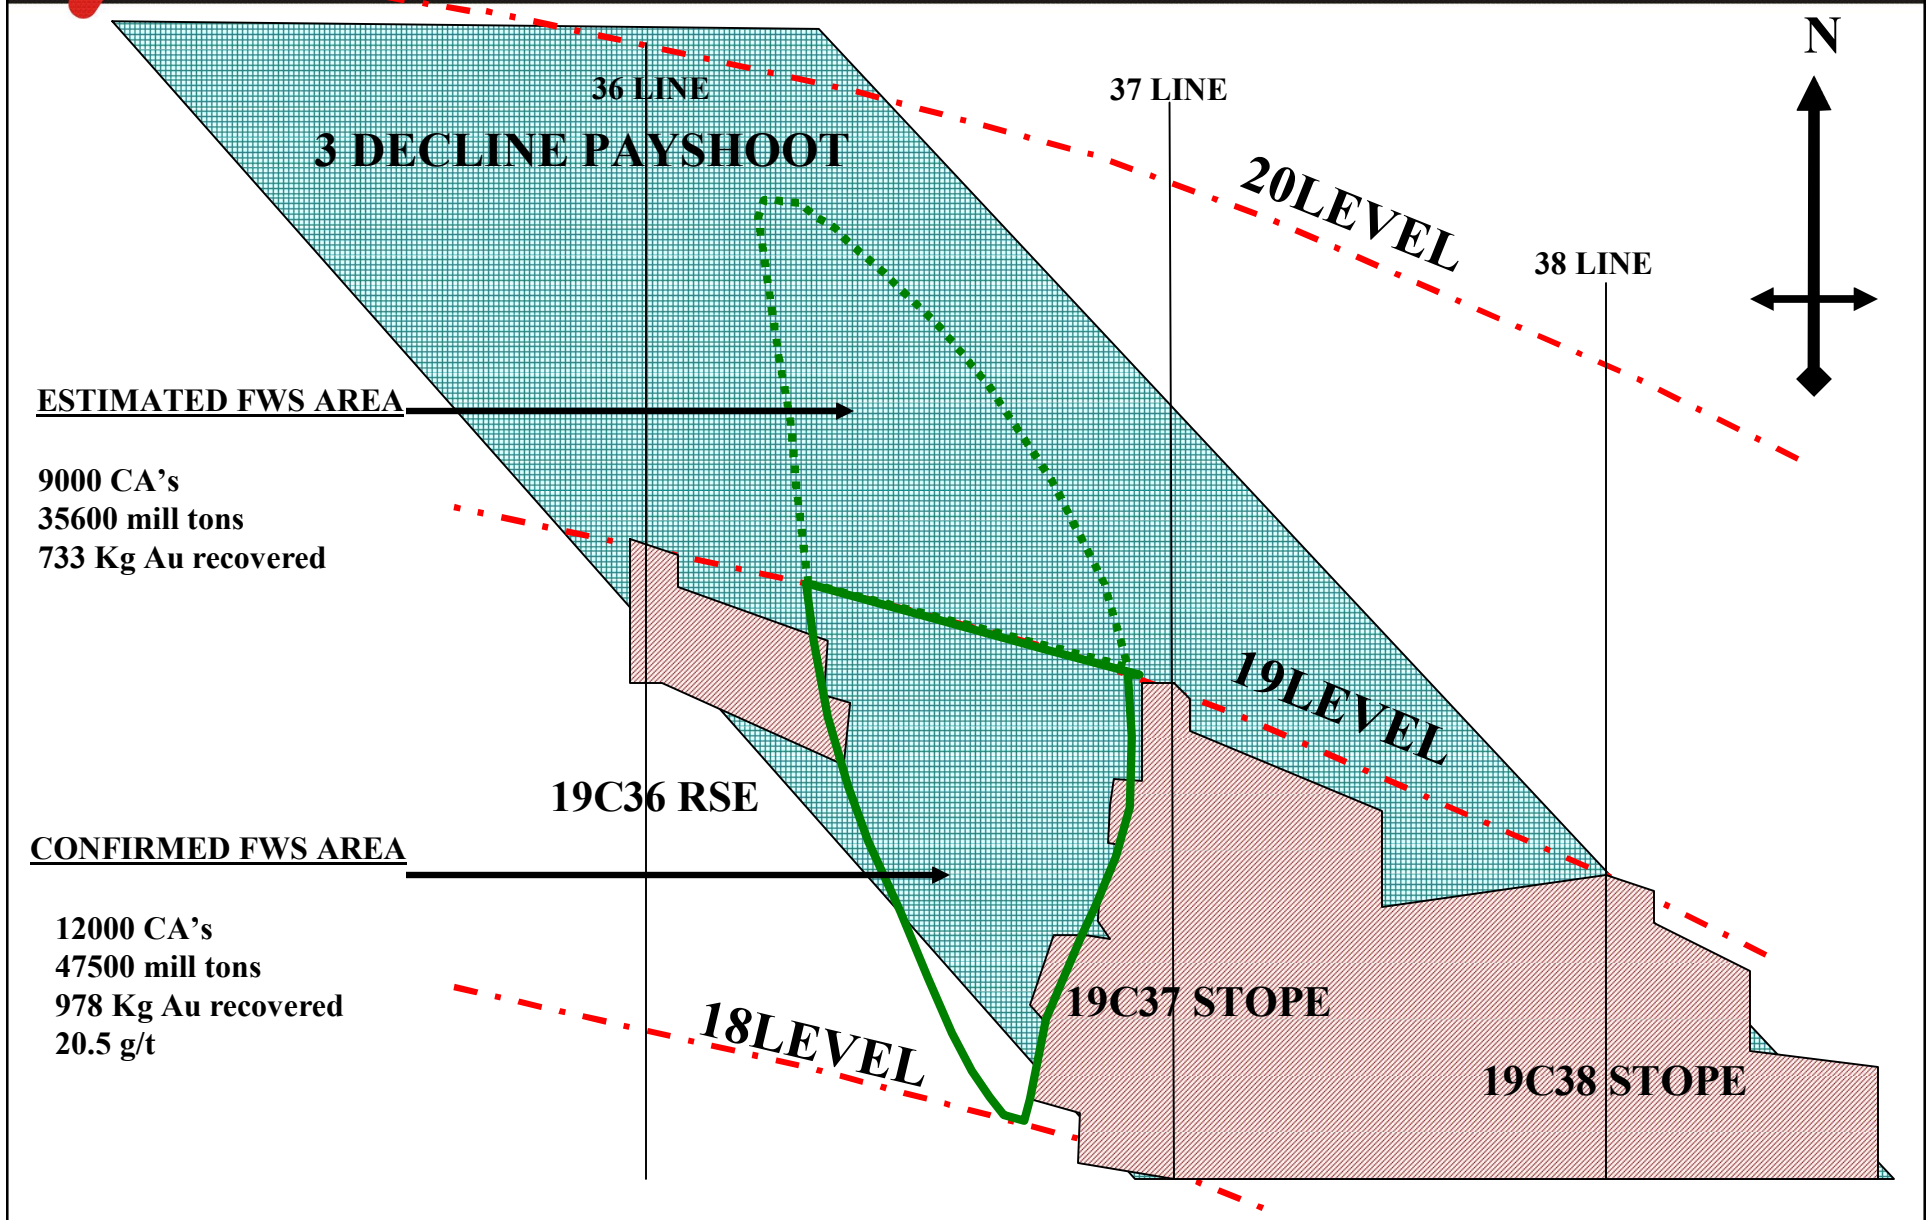 N
36 LINE
37 LINE
3 DECLINE PAYSHOOT
20LEVEL
38 LINE
ESTIMATED FWS AREA
9000 CA’s
35600 mill tons
733 Kg Au recovered
19LEVEL
19C36 RSE
CONFIRMED FWS AREA
12000 CA’s
47500 mill tons
978 Kg Au recovered
20.5 g/t
18LEVEL
19C37 STOPE
19C38 STOPE